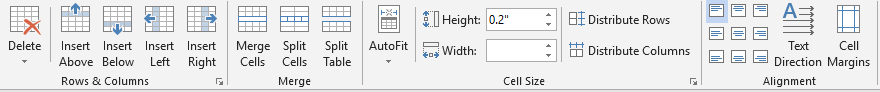 Delete
Insert Above
Insert Below
Insert Left
Insert Right
Rows & Columns
Merge Cells
Split Cells
Split Table
Merge
AutoFit
Height: 0.2"
Width:
Distribute Rows
Distribute Columns
Cell Size
A
Text Direction
Cell Margins
Alignment